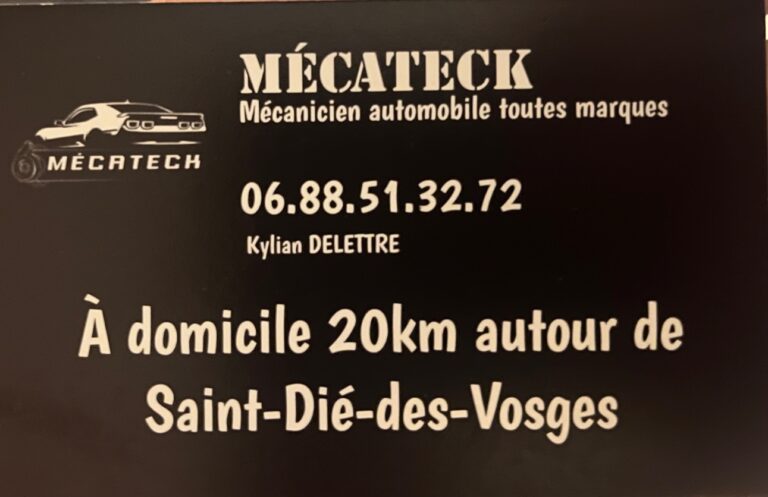 MÉCATECK
Mécanicien automobile toutes marques
MÉCATECK
06.88.51.32.72
Kylian DELETTRE
À domicile 20km autour de
Saint-Dié-des-Vosges